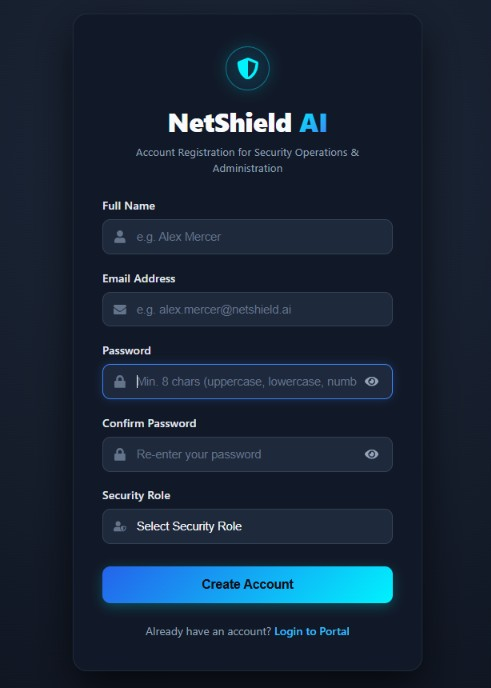 NetShield AI
Account Registration for Security Operations &
Administration
Full Name
e.g. Alex Mercer
Email Address
e.g. alex.mercer@netshield.ai
Password
Min. 8 chars (uppercase, lowercase, numb
Confirm Password
Re-enter your password
Security Role
Select Security Role
Create Account
Already have an account? Login to Portal